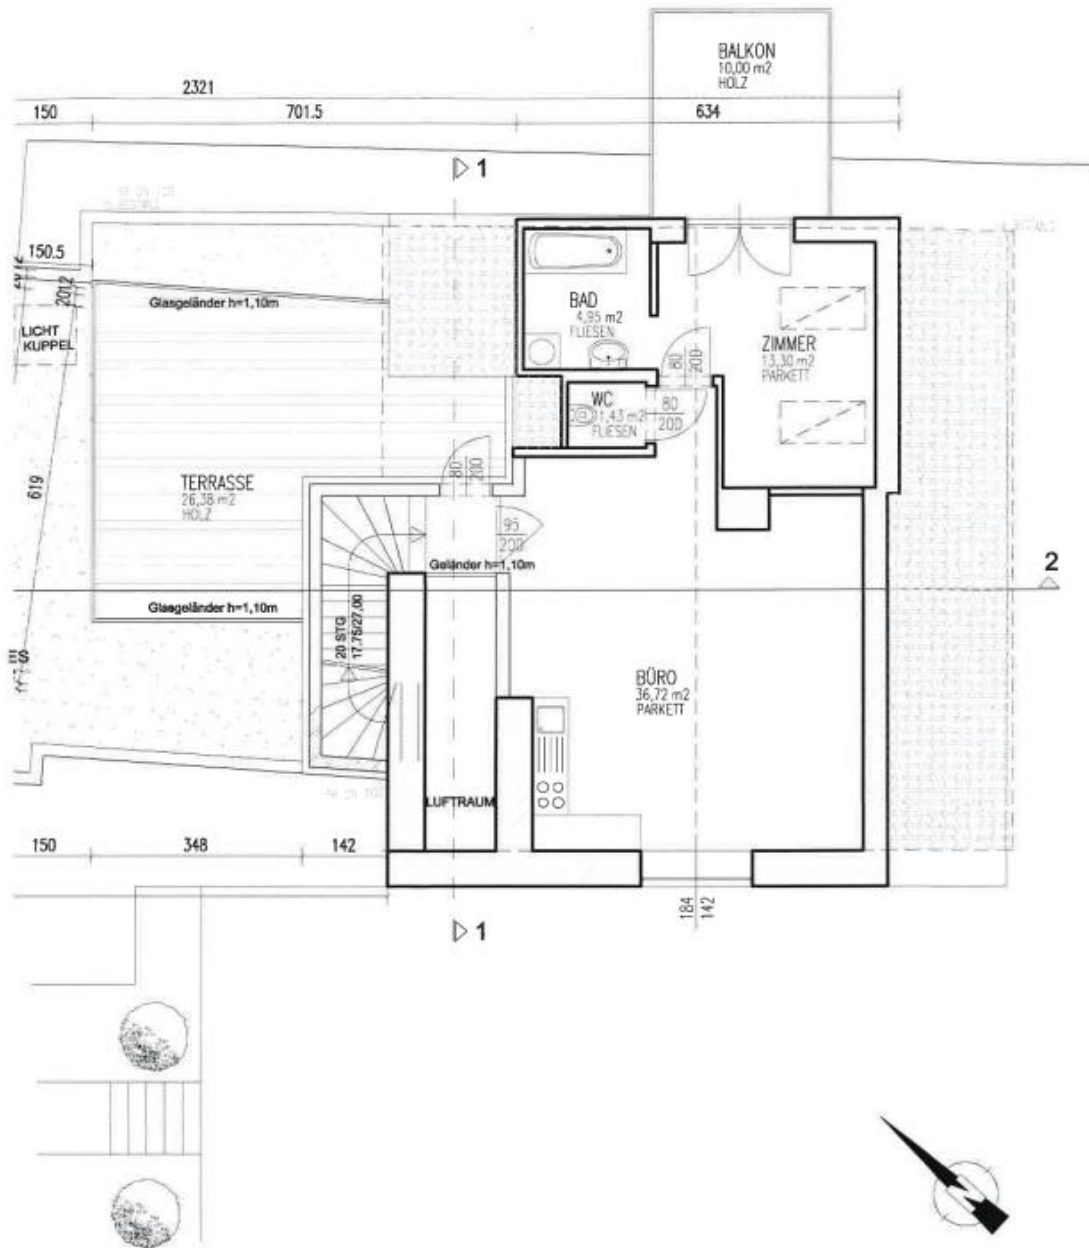 BALKON
10,00 m2
HOLZ
2321
150
701.5
634
1
150.5
2012
Glasgeländer h=1,10m
LICHT
KUPPEL
BAD
4,95 m2
FLIESEN
ZIMMER
13,30 m2
PARKETT
80
200
WC
1,43 m2
FLIESEN
80
200
TERRASSE
26,38 m2
HOLZ
619
80
200
95
200
Geländer h=1,10m
2
Glasgeländer h=1,10m
20 STG
17.75/27,00
BÜRO
36,72 m2
PARKETT
LUFTRAUM
150
348
142
184
142
1